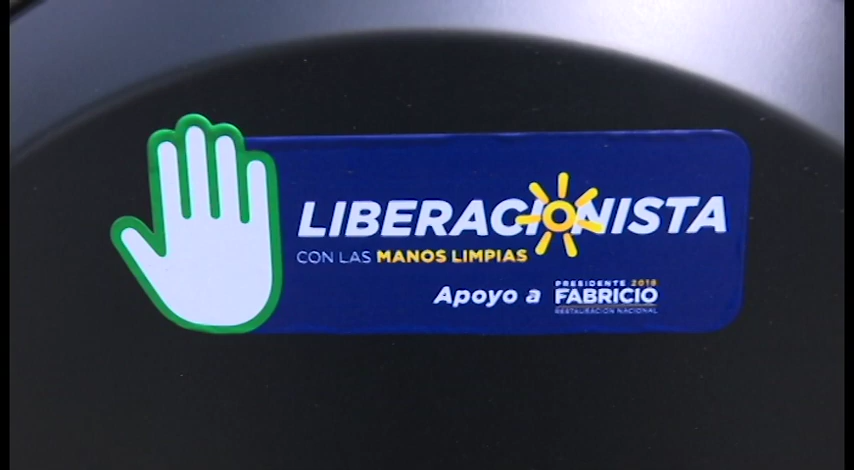 LIBERACIONISTA
CON LAS MANOS LIMPIAS
Apoyo a
PRESIDENTE 2018
FABRICIO
RESTAURACIÓN NACIONAL